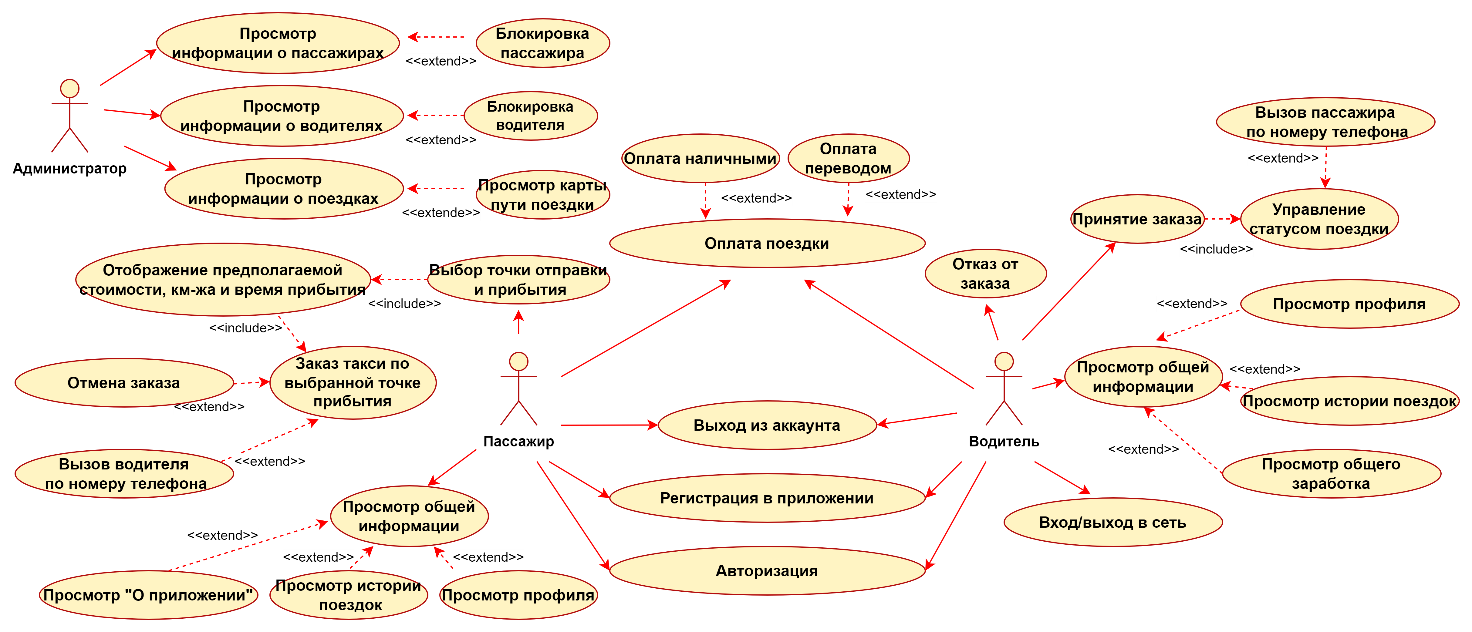 Просмотр
информации о пассажирах
<<extend>>
Блокировка
пассажира
Просмотр
информации о водителях
<<extend>>
Блокировка
водителя
Администратор
Просмотр
информации о поездках
<<extende>>
Просмотр карты
пути поездки
Оплата наличными
<<extend>>
Оплата
переводом
<<extend>>
Оплата поездки
Вызов пассажира
по номеру телефона
<<extend>>
Принятие заказа
<<include>>
Управление
статусом поездки
Отображение предполагаемой
стоимости, км-жа и время прибытия
<<include>>
Выбор точки отправки
и прибытия
<<include>>
Отказ от
заказа
<<extend>>
Просмотр профиля
Отмена заказа
<<extend>>
Заказ такси по
выбранной точке
прибытия
Просмотр общей
информации
<<extend>>
Просмотр истории поездок
Вызов водителя
по номеру телефона
<<extend>>
Пассажир
Выход из аккаунта
Водитель
<<extend>>
Просмотр общего
заработка
Просмотр общей
информации
Регистрация в приложении
Вход/выход в сеть
<<extend>>
<<extend>>
<<extend>>
Авторизация
Просмотр "О приложении"
Просмотр истории
поездок
Просмотр профиля